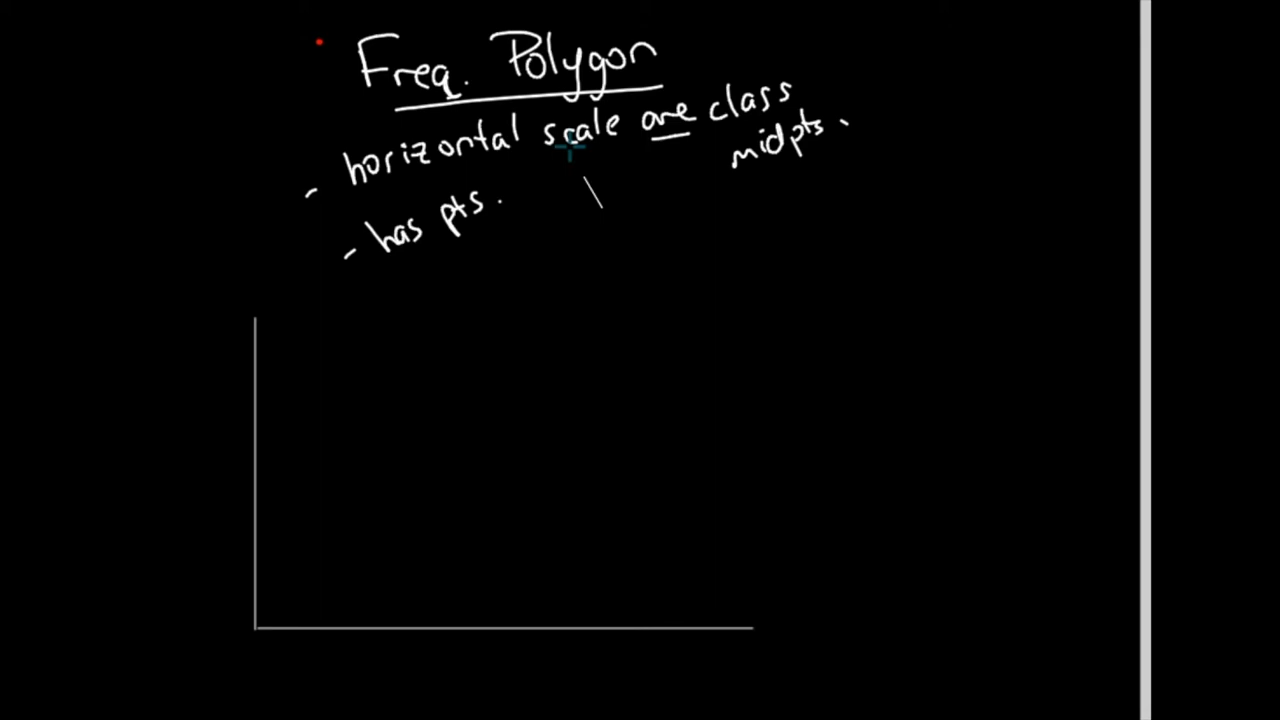 Freq. Polygon
- horizontal scale are class
midpts.
- has pts.